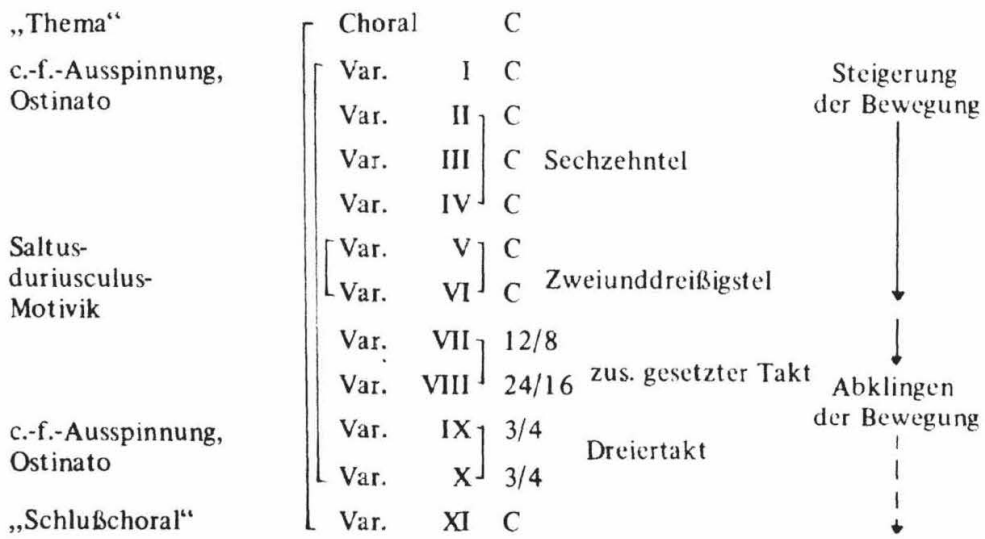 „Thema“ Choral C
c.-f.-Ausspinnung, Var. I C Steigerung
Ostinato Var. II C der Bewegung
Var. III C Sechzehntel
Var. IV C
Saltus- Var. V C
duriusculus- Var. VI C Zweiunddreißigstel
Motivik
Var. VII 12/8
Var. VIII 24/16 zus. gesetzter Takt Abklingen
c.-f.-Ausspinnung, Var. IX 3/4 der Bewegung
Ostinato Dreiertakt
Var. X 3/4
„Schlußchoral“ Var. XI C